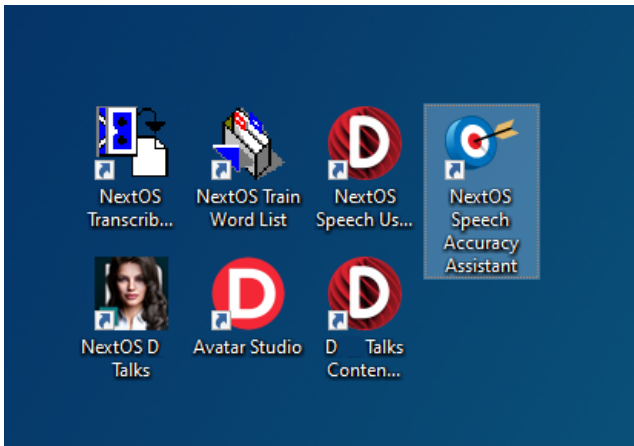 NextOS
Transcrib...
NextOS Train
Word List
D
NextOS
Speech Us...
NextOS
Speech
Accuracy
Assistant
NextOS D
Talks
D
Avatar Studio
D
D Talks
Conten...